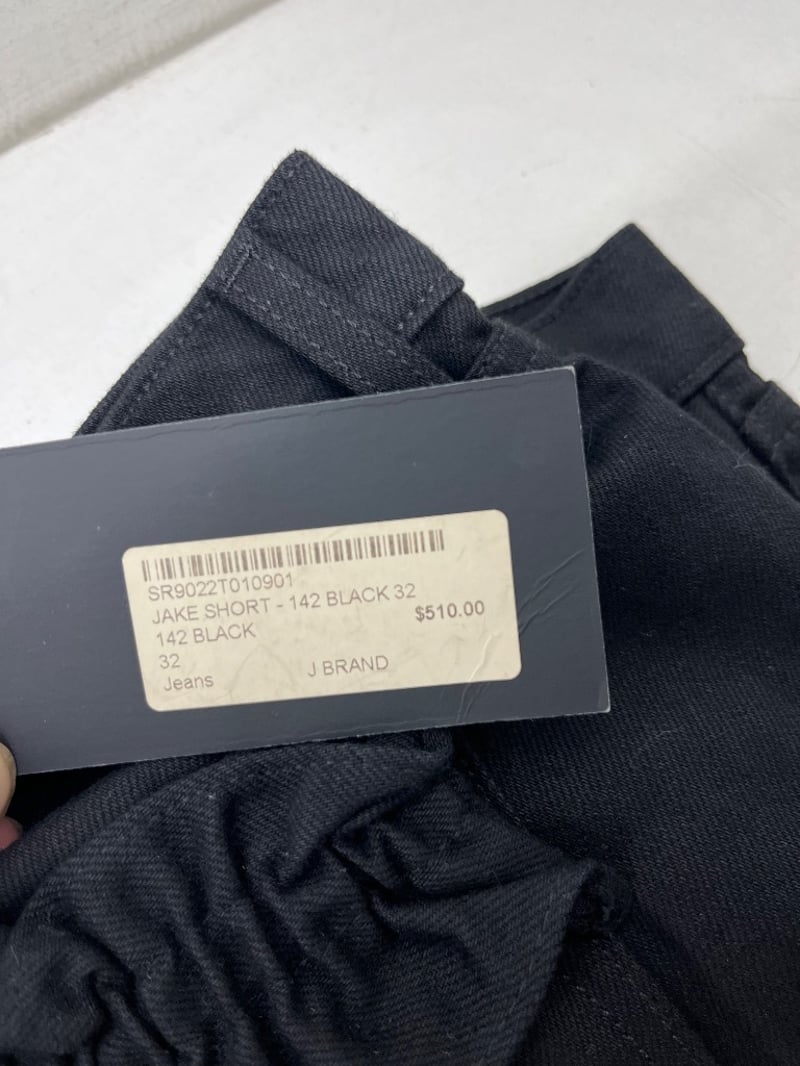 SR9022T010901
JAKE SHORT - 142 BLACK 32
142 BLACK $510.00
32
Jeans J BRAND